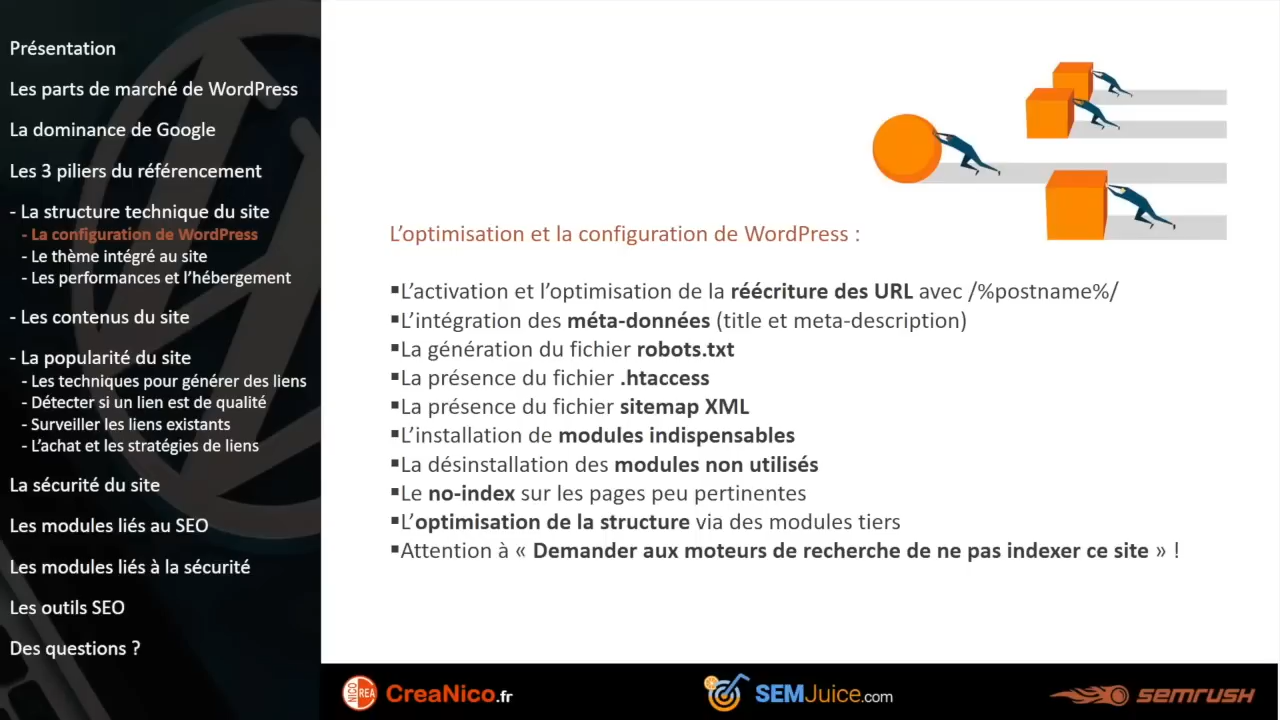 Présentation
Les parts de marché de WordPress
La dominance de Google
Les 3 piliers du référencement
- La structure technique du site
- La configuration de WordPress
- Le thème intégré au site
- Les performances et l’hébergement
- Les contenus du site
- La popularité du site
- Les techniques pour générer des liens
- Détecter si un lien est de qualité
- Surveiller les liens existants
- L’achat et les stratégies de liens
La sécurité du site
Les modules liés au SEO
Les modules liés à la sécurité
Les outils SEO
Des questions ?
L’optimisation et la configuration de WordPress :
▪L’activation et l’optimisation de la réécriture des URL avec /%postname%/
▪L’intégration des méta-données (title et meta-description)
▪La génération du fichier robots.txt
▪La présence du fichier .htaccess
▪La présence du fichier sitemap XML
▪L’installation de modules indispensables
▪La désinstallation des modules non utilisés
▪Le no-index sur les pages peu pertinentes
▪L’optimisation de la structure via des modules tiers
▪Attention à « Demander aux moteurs de recherche de ne pas indexer ce site » !
NICO CREA CreaNico.fr
SEMJuice.com
semrush